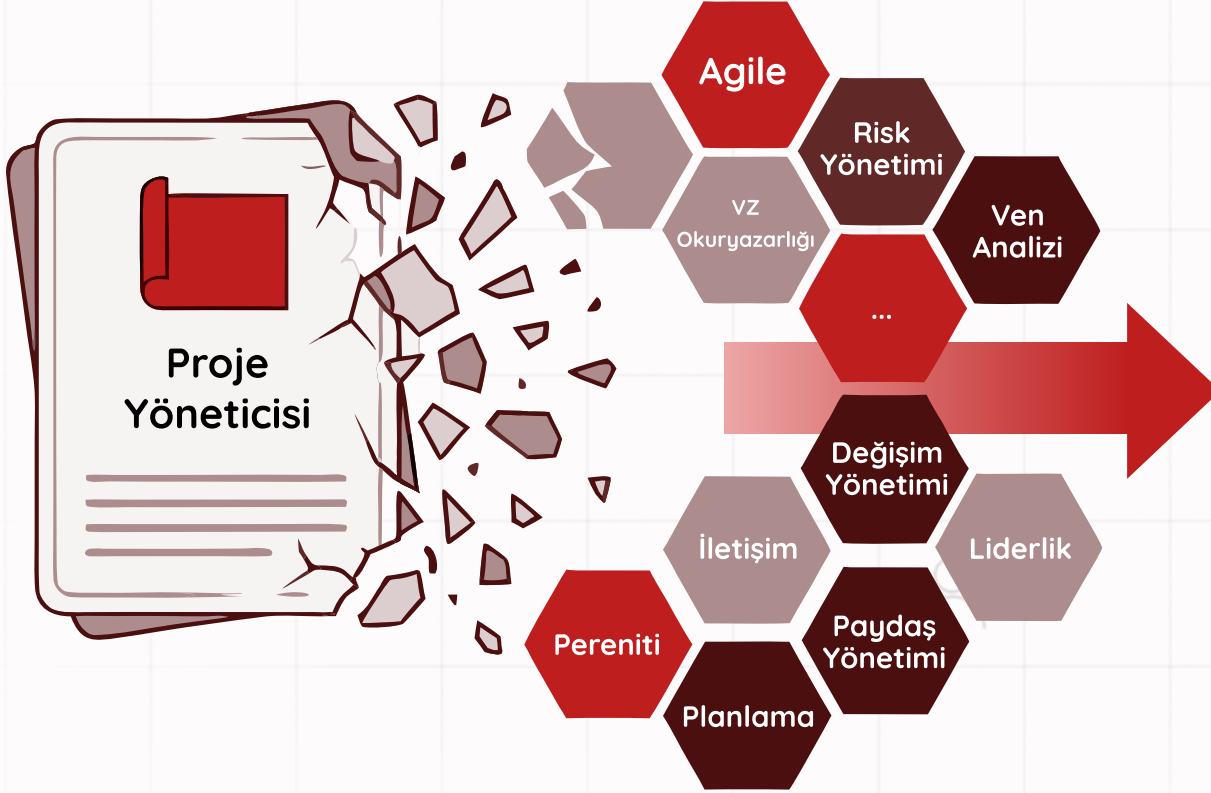 Proje
Yöneticisi
Agile
Risk
Yönetimi
VZ
Okuryazarlığı
Ven
Analizi
...
Değişim
Yönetimi
İletişim
Liderlik
Pereniti
Paydaş
Yönetimi
Planlama